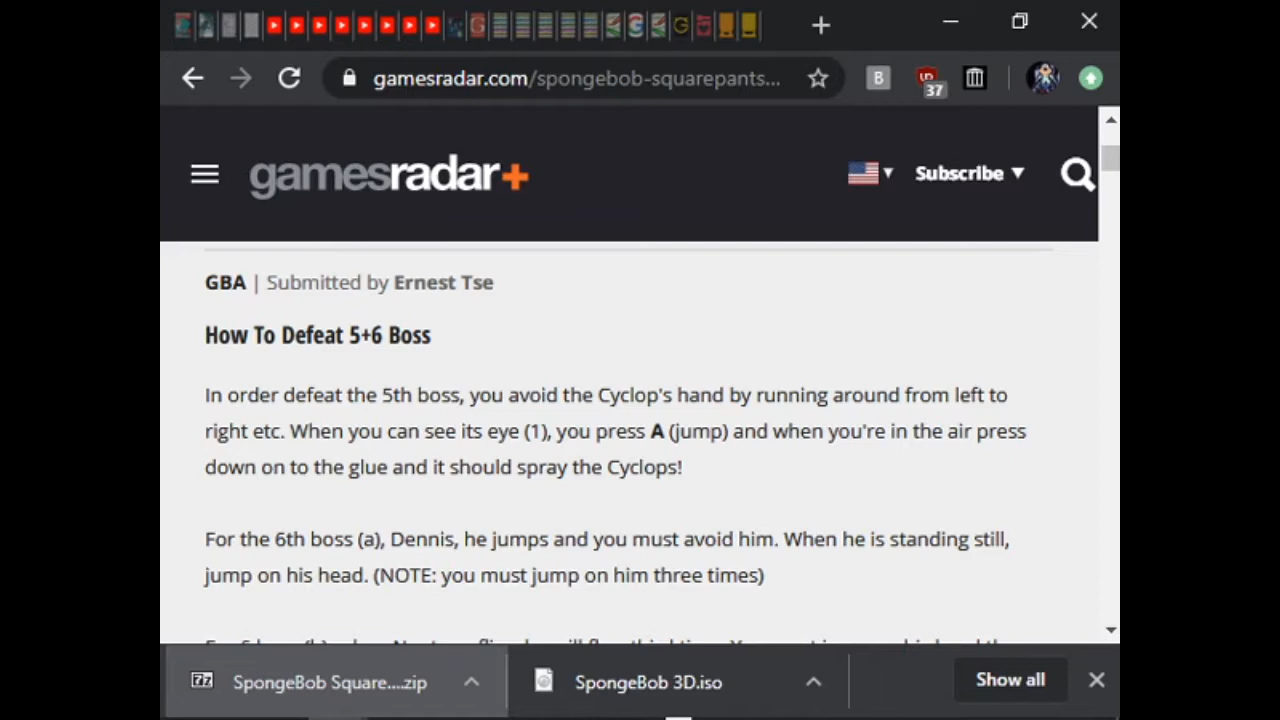 gamesradar.com/spongebob-squarepants...
B
37
gamesradar+
Subscribe
GBA | Submitted by Ernest Tse
How To Defeat 5+6 Boss
In order defeat the 5th boss, you avoid the Cyclop's hand by running around from left to
right etc. When you can see its eye (1), you press A (jump) and when you're in the air press
down on to the glue and it should spray the Cyclops!
For the 6th boss (a), Dennis, he jumps and you must avoid him. When he is standing still,
jump on his head. (NOTE: you must jump on him three times)
SpongeBob Square....zip
SpongeBob 3D.iso
Show all